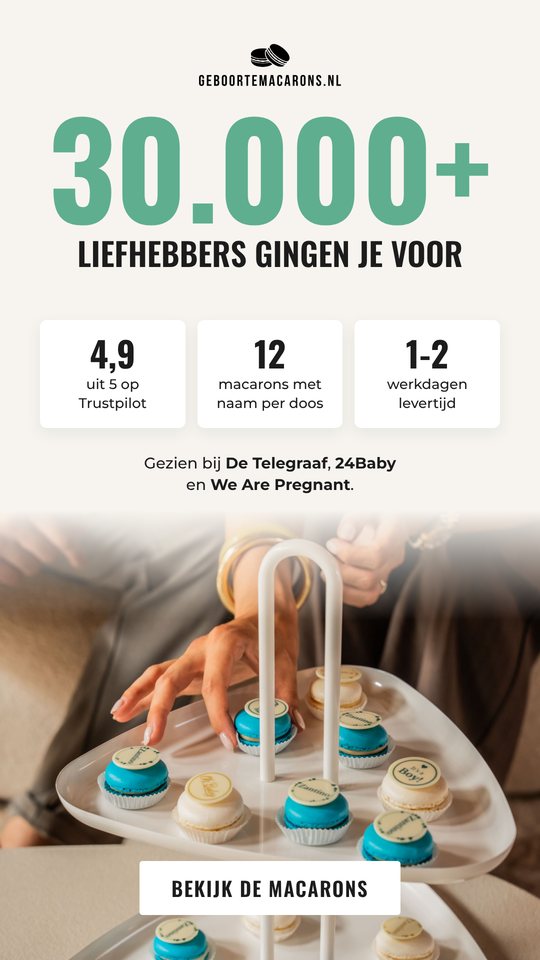 GEBOORTEMACARONS.NL
30.000+
LIEFHEBBERS GINGEN JE VOOR
4,9
uit 5 op
Trustpilot
12
macarons met
naam per doos
1-2
werkdagen
levertijd
Gezien bij De Telegraaf, 24Baby
en We Are Pregnant.
Boy!
BEKIJK DE MACARONS